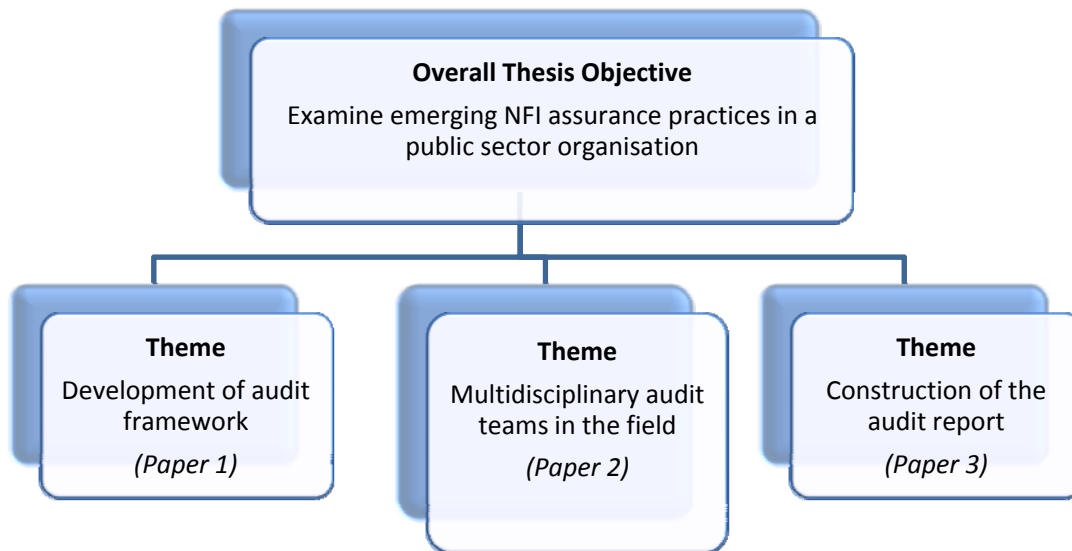 Overall Thesis Objective
Examine emerging NFI assurance practices in a
public sector organisation
Theme
Development of audit
framework
(Paper 1)
Theme
Multidisciplinary audit
teams in the field
(Paper 2)
Theme
Construction of the
audit report
(Paper 3)